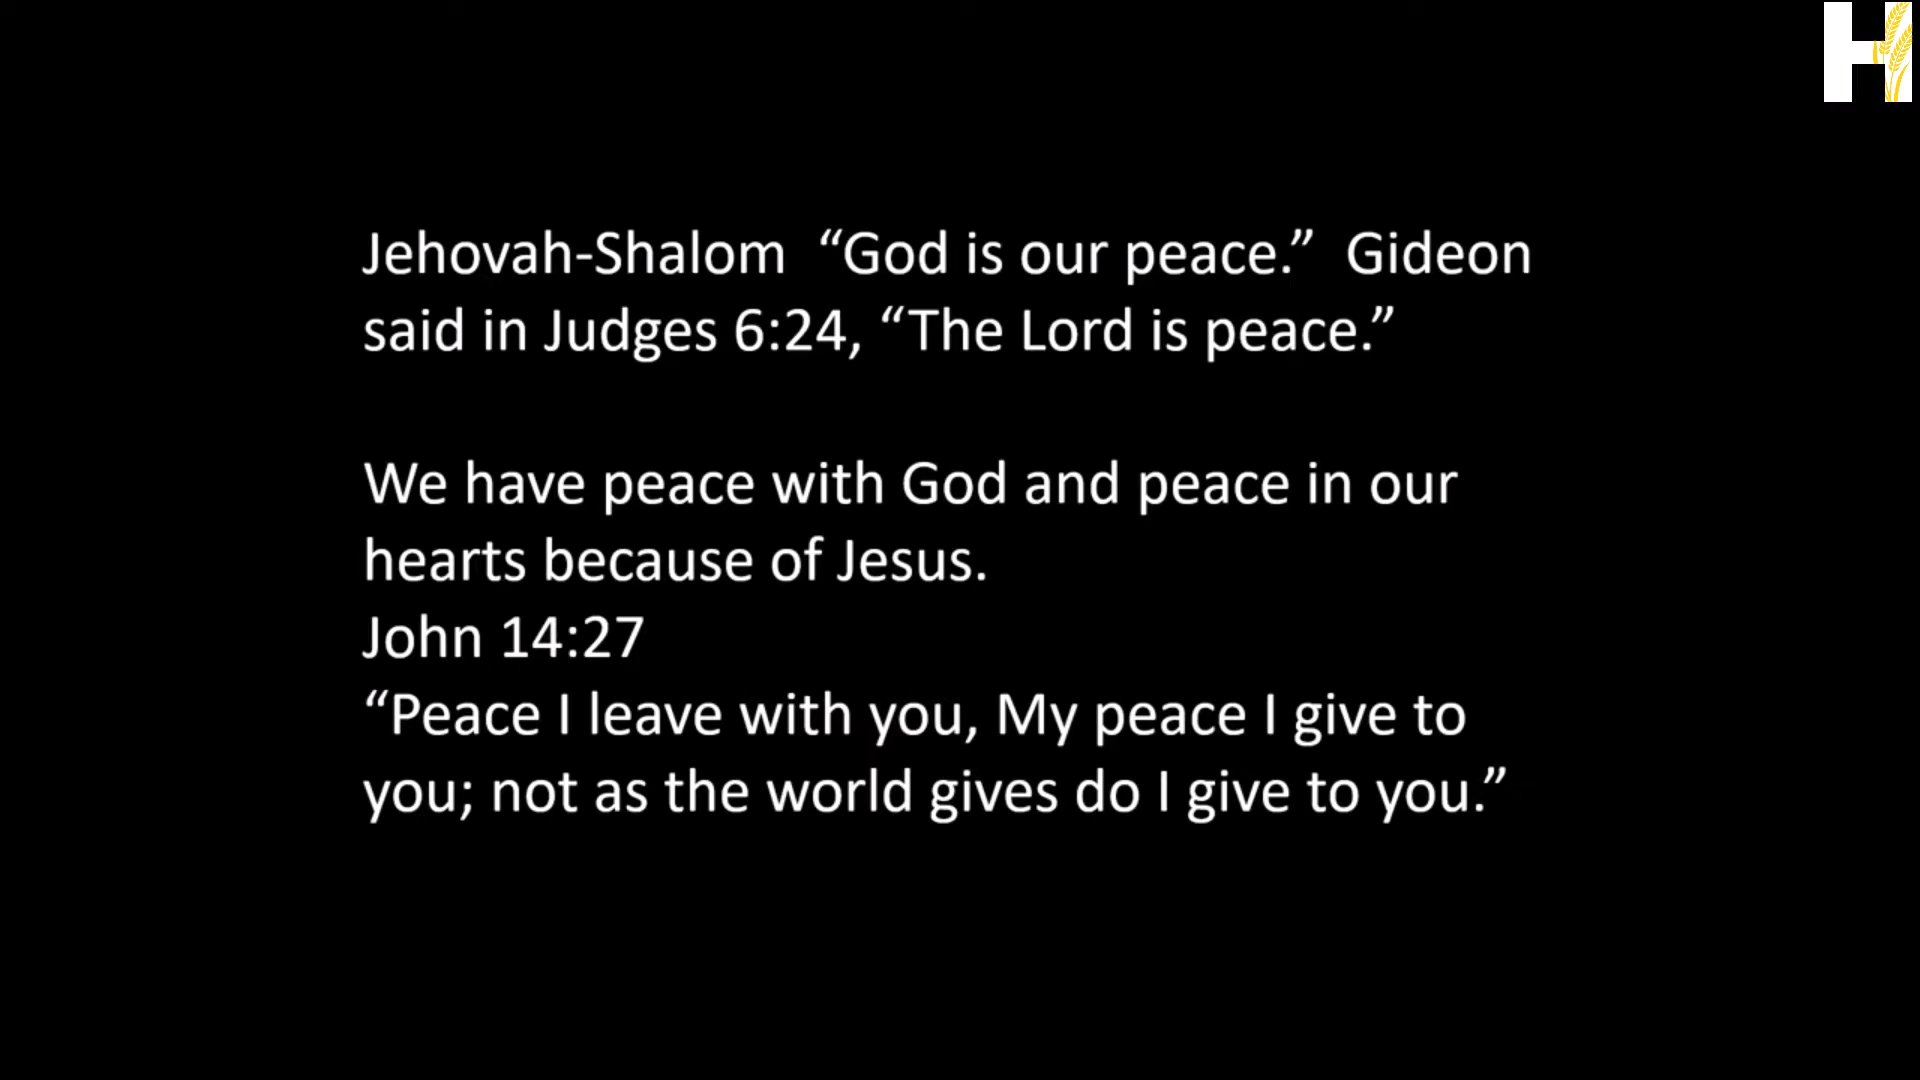 H
Jehovah-Shalom  “God is our peace.”  Gideon
said in Judges 6:24, “The Lord is peace.”
We have peace with God and peace in our
hearts because of Jesus.
John 14:27
“Peace I leave with you, My peace I give to
you; not as the world gives do I give to you.”